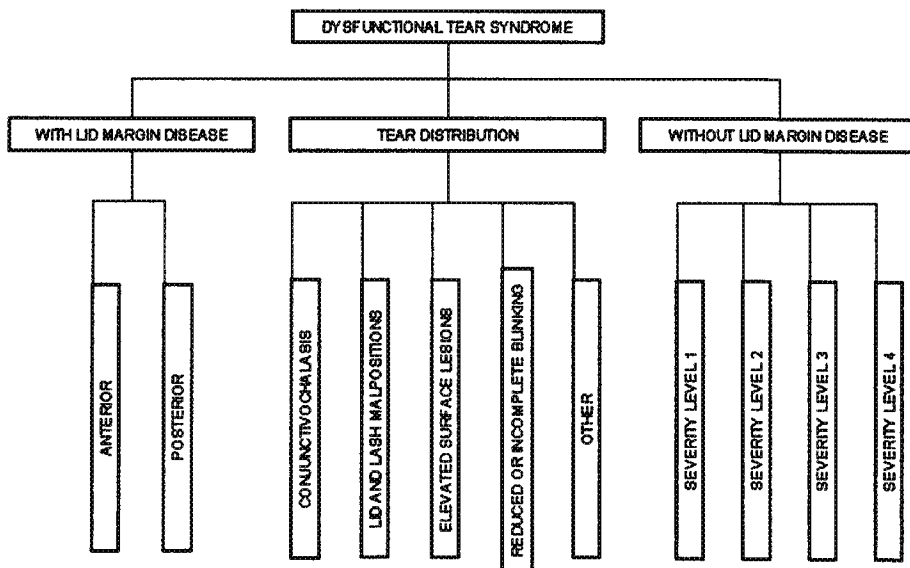 DYSFUNCTIONAL TEAR SYNDROME
WITH LID MARGIN DISEASE
TEAR DISTRIBUTION
WITHOUT LID MARGIN DISEASE
ANTERIOR
POSTERIOR
CONJUNCTIVOCHALASIS
LID AND LASH MALPOSITIONS
ELEVATED SURFACE LESIONS
REDUCED OR INCOMPLETE BLINKING
OTHER
SEVERITY LEVEL 1
SEVERITY LEVEL 2
SEVERITY LEVEL 3
SEVERITY LEVEL 4